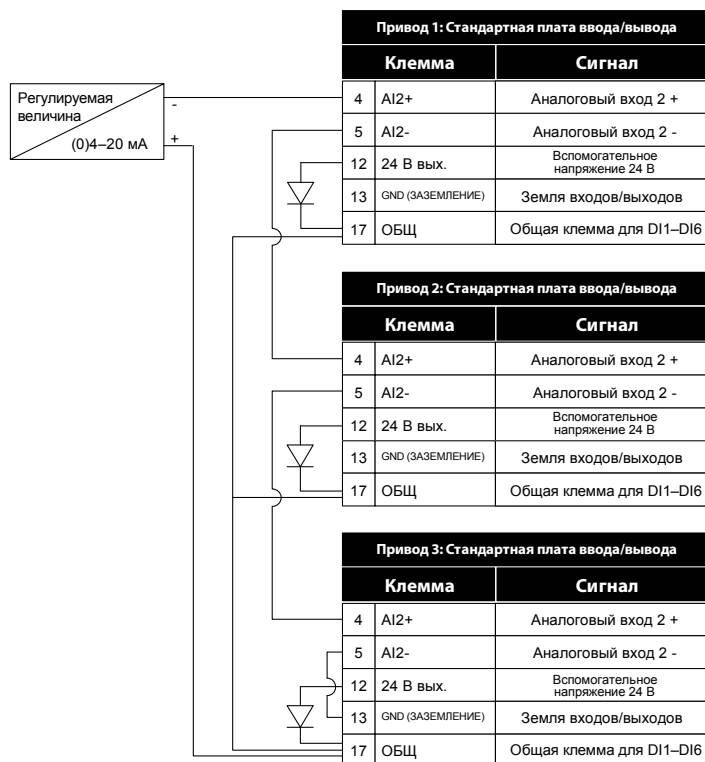 Привод 1: Стандартная плата ввода/вывода
Клемма Сигнал
Регулируемая
величина
(0)4–20 мА
-
+
4 AI2+ Аналоговый вход 2 +
5 AI2- Аналоговый вход 2 -
12 24 В вых. Вспомогательное
напряжение 24 В
13 GND (ЗАЗЕМЛЕНИЕ) Земля входов/выходов
17 ОБЩ Общая клемма для DI1–DI6
Привод 2: Стандартная плата ввода/вывода
Клемма Сигнал
4 AI2+ Аналоговый вход 2 +
5 AI2- Аналоговый вход 2 -
12 24 В вых. Вспомогательное
напряжение 24 В
13 GND (ЗАЗЕМЛЕНИЕ) Земля входов/выходов
17 ОБЩ Общая клемма для DI1–DI6
Привод 3: Стандартная плата ввода/вывода
Клемма Сигнал
4 AI2+ Аналоговый вход 2 +
5 AI2- Аналоговый вход 2 -
12 24 В вых. Вспомогательное
напряжение 24 В
13 GND (ЗАЗЕМЛЕНИЕ) Земля входов/выходов
17 ОБЩ Общая клемма для DI1–DI6